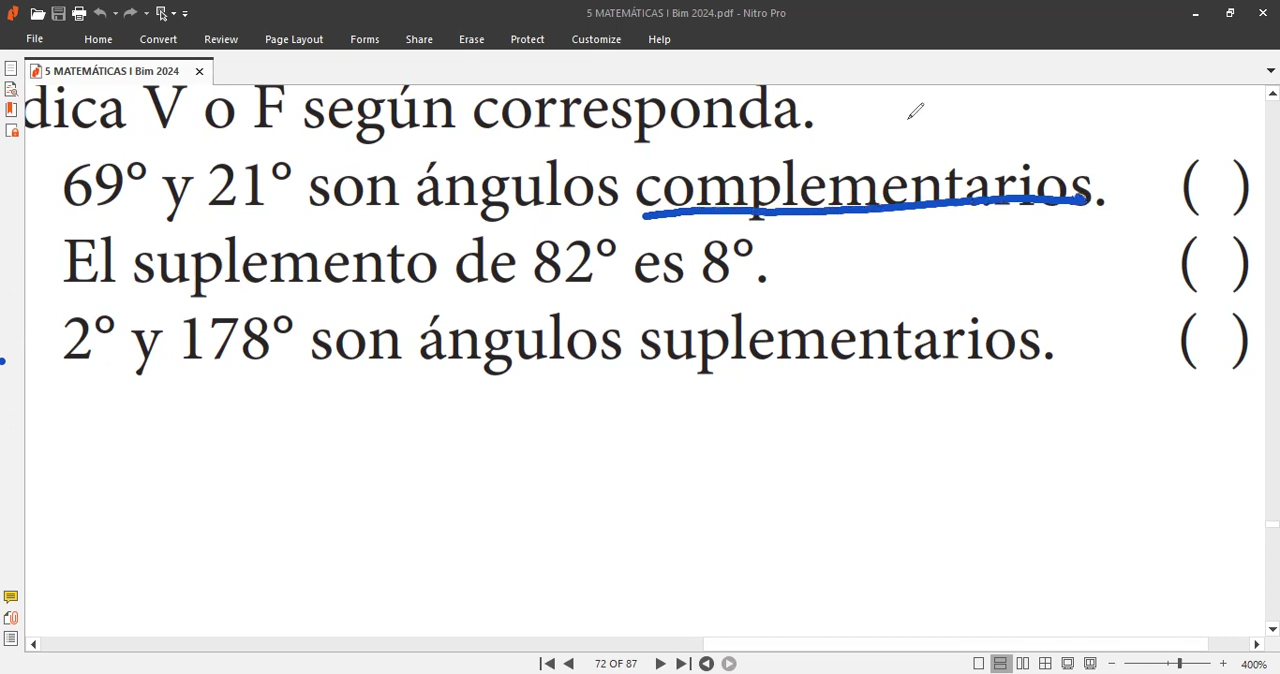 5 MATEMÁTICAS I Bim 2024.pdf - Nitro Pro
File Home Convert Review Page Layout Forms Share Erase Protect Customize Help
5 MATEMÁTICAS I Bim 2024
dica V o F según corresponda.
69° y 21° son ángulos complementarios. ( )
El suplemento de 82° es 8°. ( )
2° y 178° son ángulos suplementarios. ( )
72 OF 87
400%